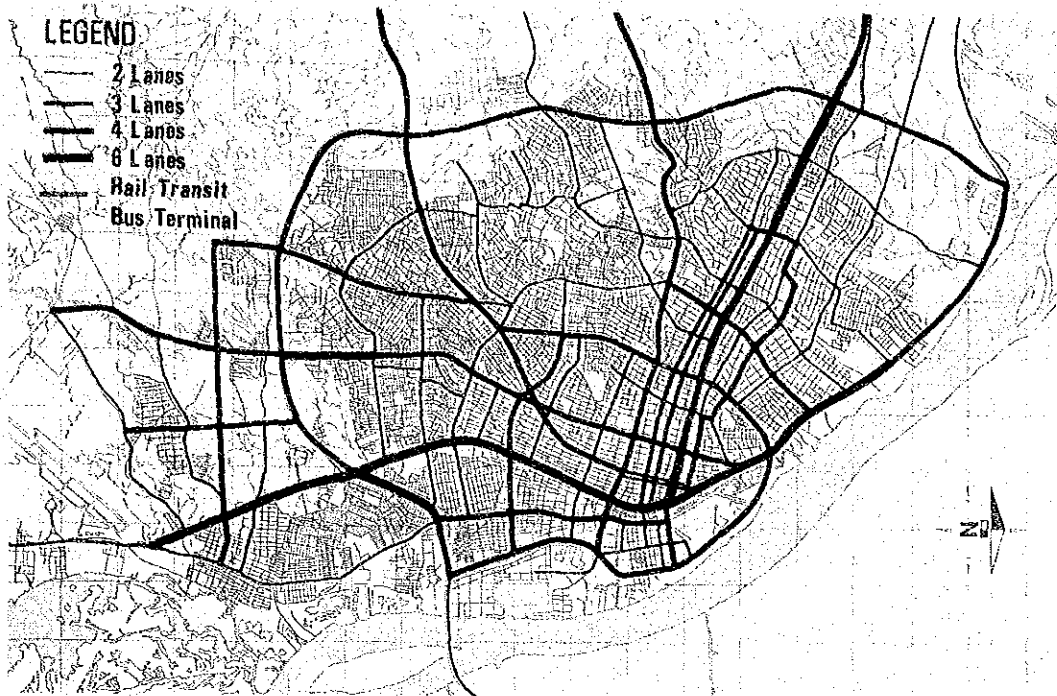 LEGEND
2 Lanes
3 Lanes
4 Lanes
6 Lanes
Rail Transit
Bus Terminal
N